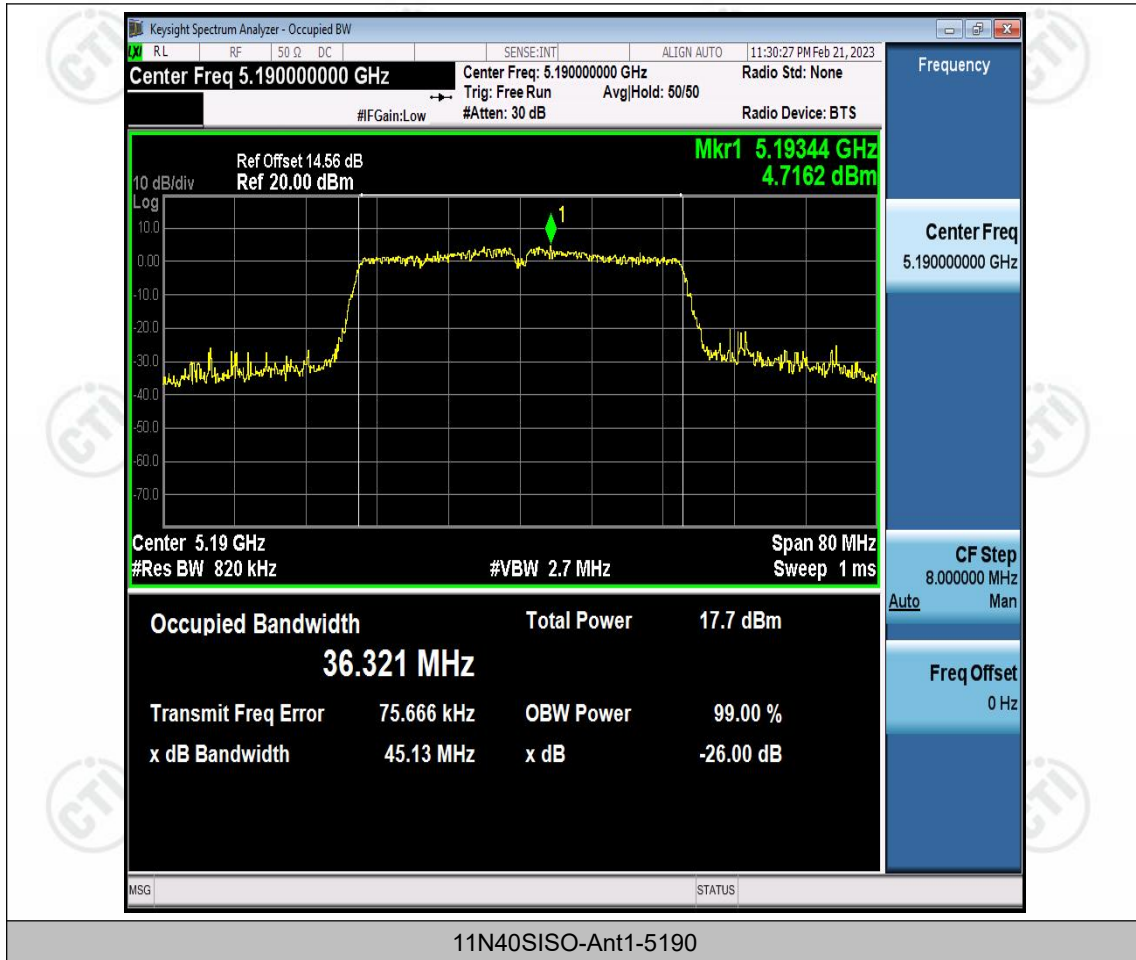 Keysight Spectrum Analyzer - Occupied BW
LXI RL RF 50 Ω DC SENSE:INT ALIGN AUTO 11:30:27 PM Feb 21, 2023
Center Freq 5.190000000 GHz
Center Freq: 5.190000000 GHz Radio Std: None
Trig: Free Run Avg|Hold: 50/50
#IFGain:Low #Atten: 30 dB Radio Device: BTS
Frequency
Mkr1 5.19344 GHz
4.7162 dBm
Ref Offset 14.56 dB
10 dB/div Ref 20.00 dBm
Log
1
10.0
0.00
-10.0
-20.0
-30.0
-40.0
-50.0
-60.0
-70.0
Center 5.19 GHz Span 80 MHz
#Res BW 820 kHz #VBW 2.7 MHz Sweep 1 ms
Center Freq
5.190000000 GHz
CF Step
8.000000 MHz
Auto Man
Freq Offset
0 Hz
Occupied Bandwidth Total Power 17.7 dBm
36.321 MHz
Transmit Freq Error 75.666 kHz OBW Power 99.00 %
x dB Bandwidth 45.13 MHz x dB -26.00 dB
MSG STATUS
11N40SISO-Ant1-5190
CTI
CTI
CTI
CTI
CTI
CTI